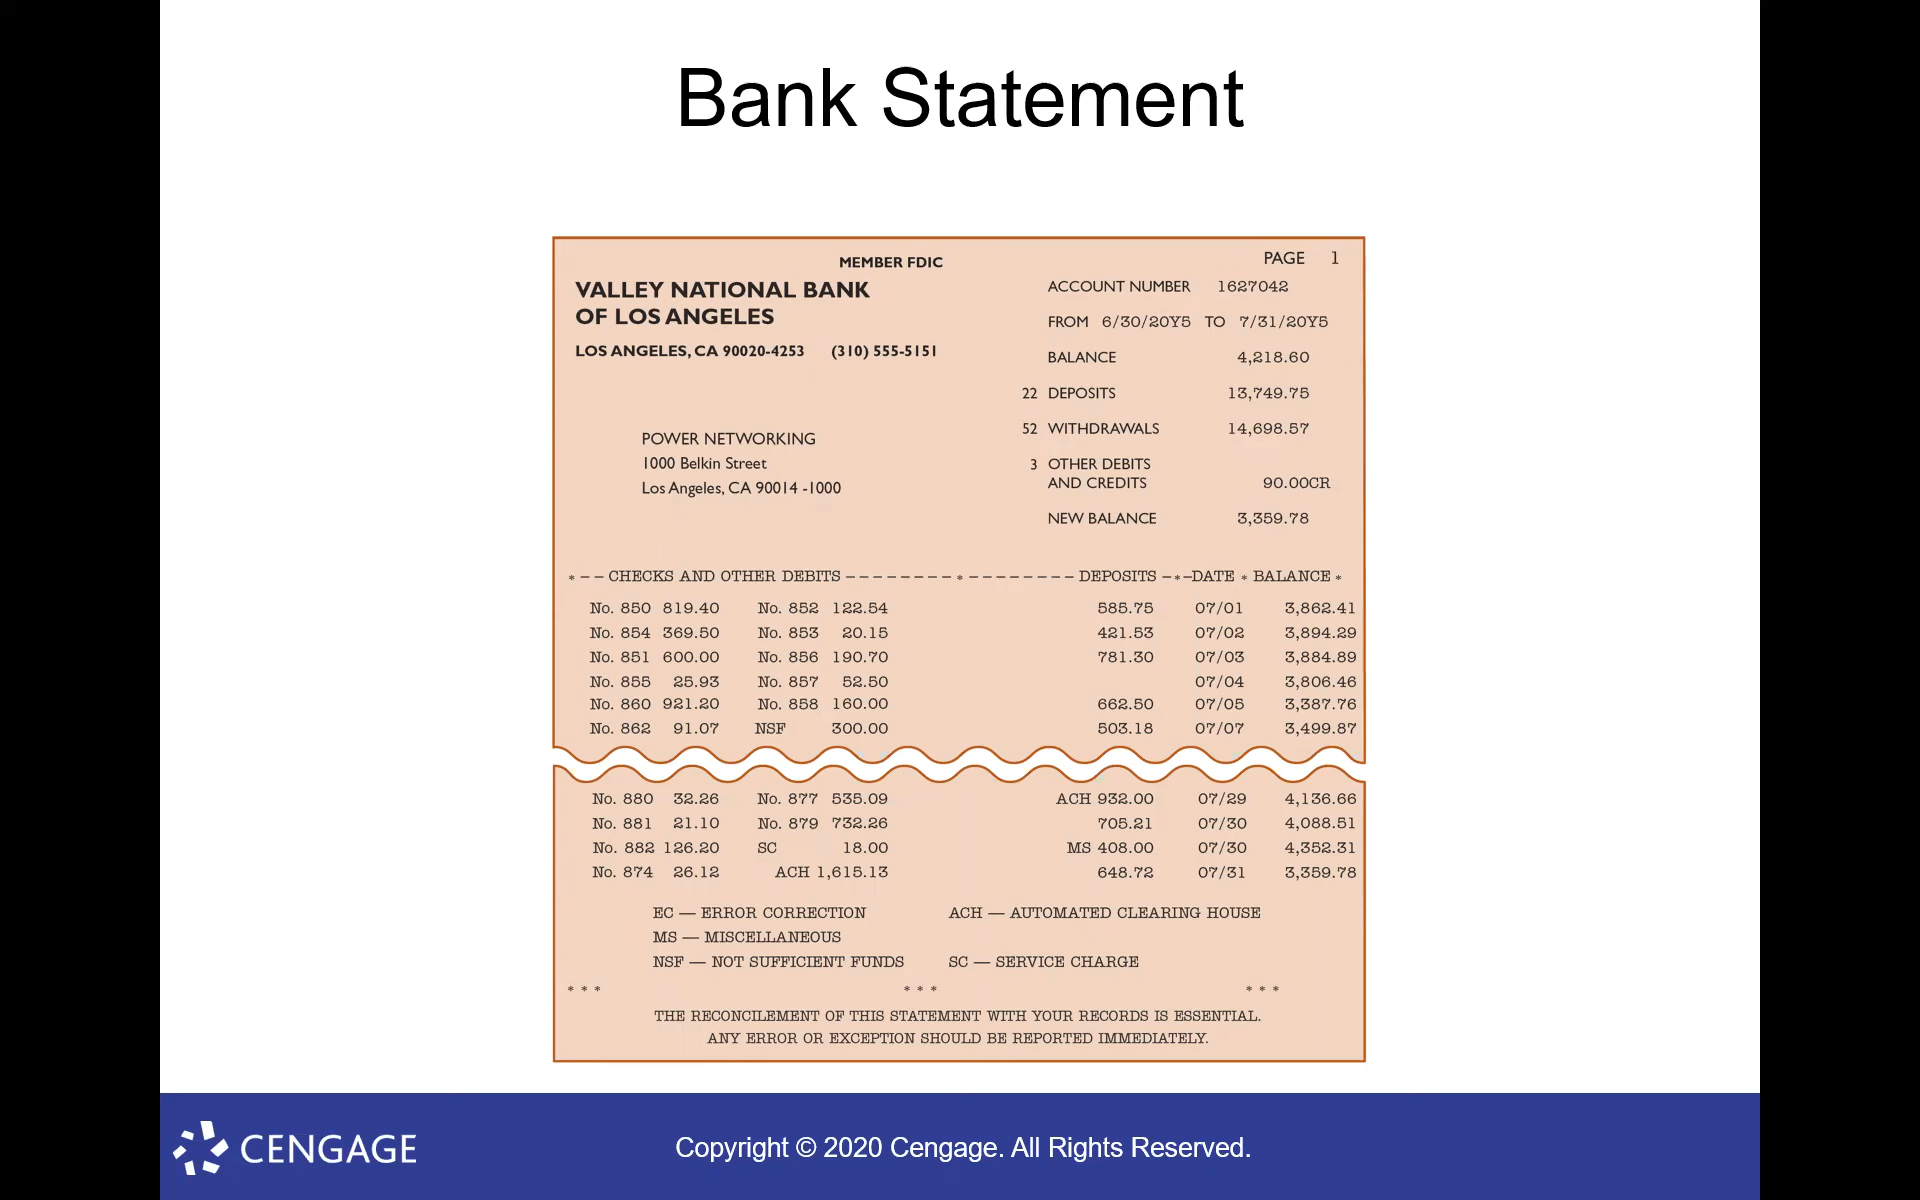 Bank Statement
MEMBER FDIC
PAGE 1
VALLEY NATIONAL BANK
OF LOS ANGELES
LOS ANGELES, CA 90020-4253 (310) 555-5151
ACCOUNT NUMBER 1627042
FROM 6/30/20Y5 TO 7/31/20Y5
BALANCE 4,218.60
22 DEPOSITS 13,749.75
52 WITHDRAWALS 14,698.57
3 OTHER DEBITS
AND CREDITS 90.00CR
NEW BALANCE 3,359.78
POWER NETWORKING
1000 Belkin Street
Los Angeles, CA 90014 -1000
*-- CHECKS AND OTHER DEBITS --------*-------- DEPOSITS -*-DATE * BALANCE *
No. 850 819.40 No. 852 122.54 585.75 07/01 3,862.41
No. 854 369.50 No. 853 20.15 421.53 07/02 3,894.29
No. 851 600.00 No. 856 190.70 781.30 07/03 3,884.89
No. 855 25.93 No. 857 52.50 07/04 3,806.46
No. 860 921.20 No. 858 160.00 662.50 07/05 3,387.76
No. 862 91.07 NSF 300.00 503.18 07/07 3,499.87
No. 880 32.26 No. 877 535.09 ACH 932.00 07/29 4,136.66
No. 881 21.10 No. 879 732.26 705.21 07/30 4,088.51
No. 882 126.20 SC 18.00 MS 408.00 07/30 4,352.31
No. 874 26.12 ACH 1,615.13 648.72 07/31 3,359.78
EC — ERROR CORRECTION ACH — AUTOMATED CLEARING HOUSE
MS — MISCELLANEOUS
NSF — NOT SUFFICIENT FUNDS SC — SERVICE CHARGE
* * * * * * * * *
THE RECONCILEMENT OF THIS STATEMENT WITH YOUR RECORDS IS ESSENTIAL.
ANY ERROR OR EXCEPTION SHOULD BE REPORTED IMMEDIATELY.
CENGAGE
Copyright © 2020 Cengage. All Rights Reserved.